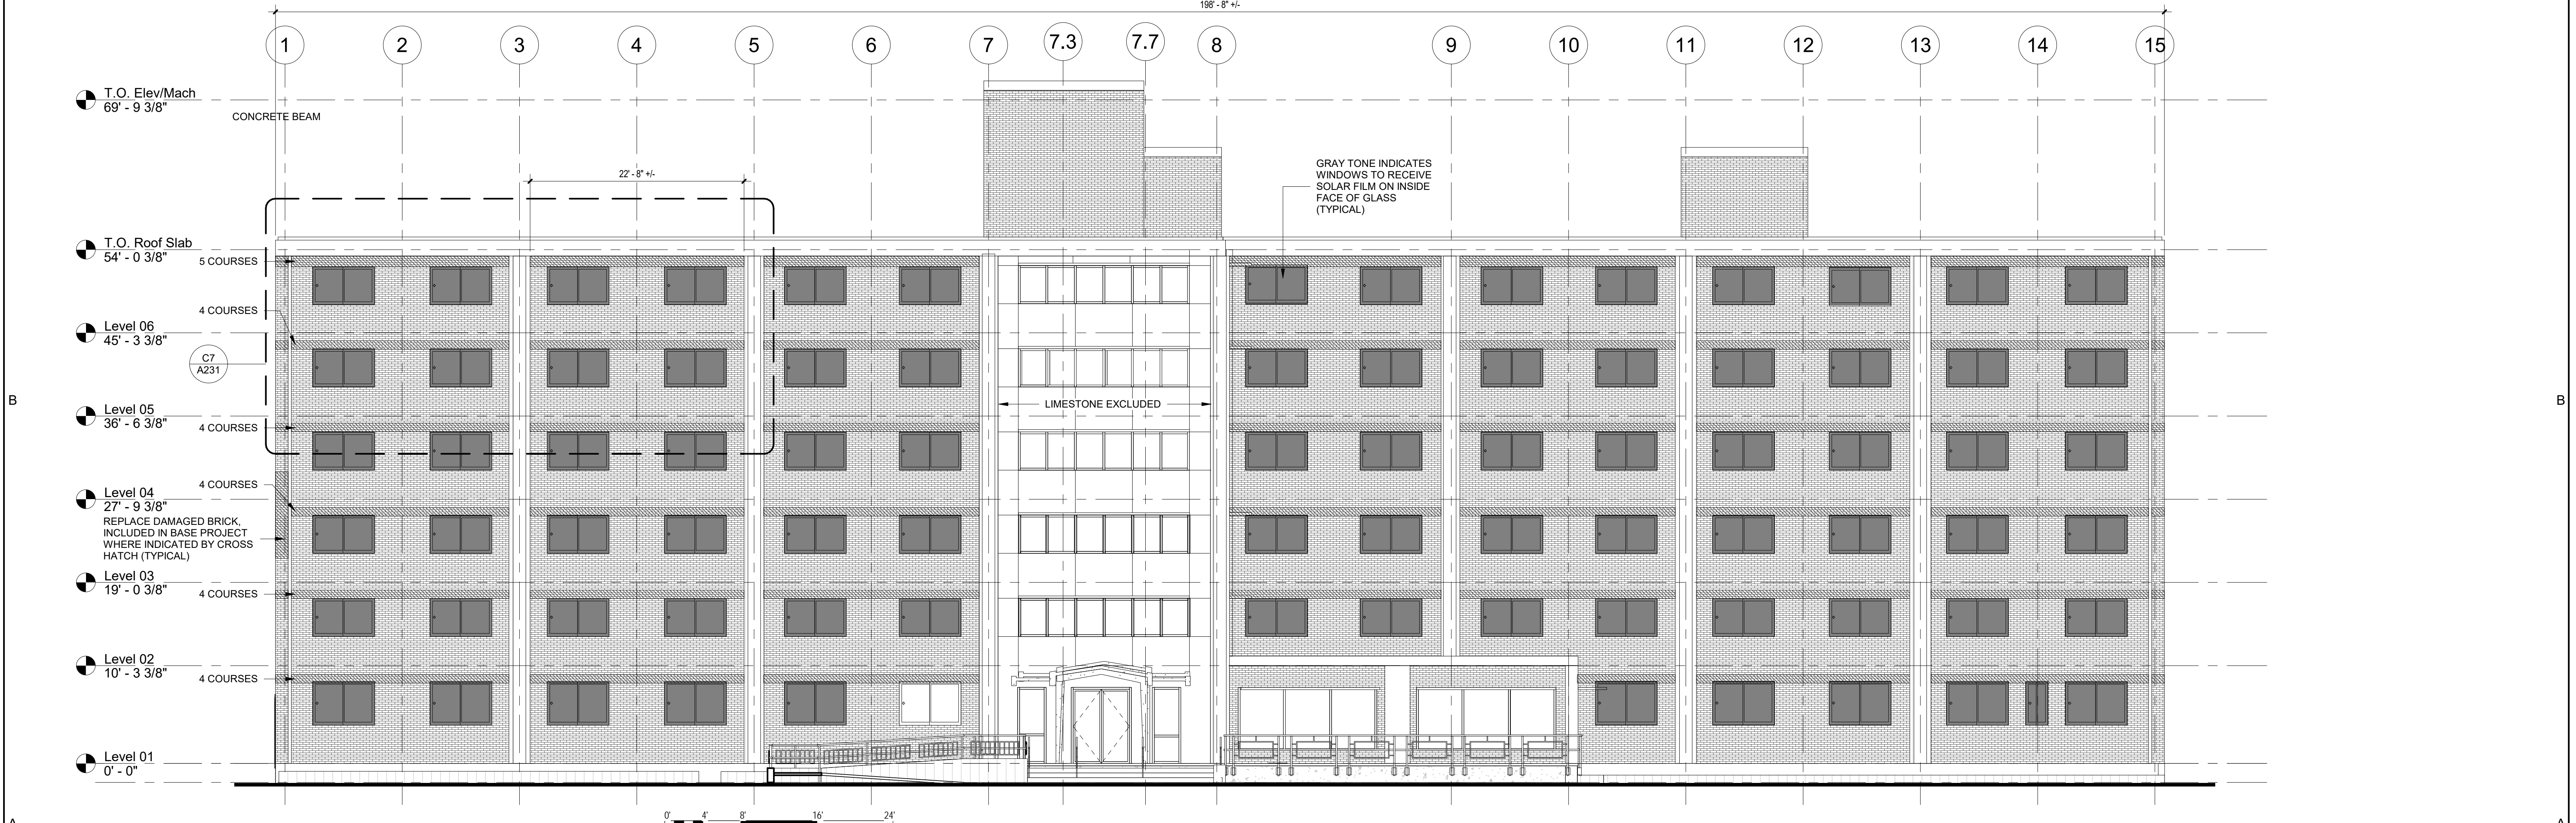 198' - 8" +/-
1 2 3 4 5 6 7 7.3 7.7 8 9 10 11 12 13 14 15
T.O. Elev/Mach
69' - 9 3/8"
CONCRETE BEAM
22' - 8" +/-
GRAY TONE INDICATES
WINDOWS TO RECEIVE
SOLAR FILM ON INSIDE
FACE OF GLASS
(TYPICAL)
T.O. Roof Slab
54' - 0 3/8"
5 COURSES
4 COURSES
Level 06
45' - 3 3/8"
C7
A231
B
B
LIMESTONE EXCLUDED
Level 05
36' - 6 3/8"
4 COURSES
4 COURSES
Level 04
27' - 9 3/8"
REPLACE DAMAGED BRICK,
INCLUDED IN BASE PROJECT
WHERE INDICATED BY CROSS
HATCH (TYPICAL)
Level 03
19' - 0 3/8"
4 COURSES
Level 02
10' - 3 3/8"
4 COURSES
Level 01
0' - 0"
0' 4' 8' 16' 24'
A
A